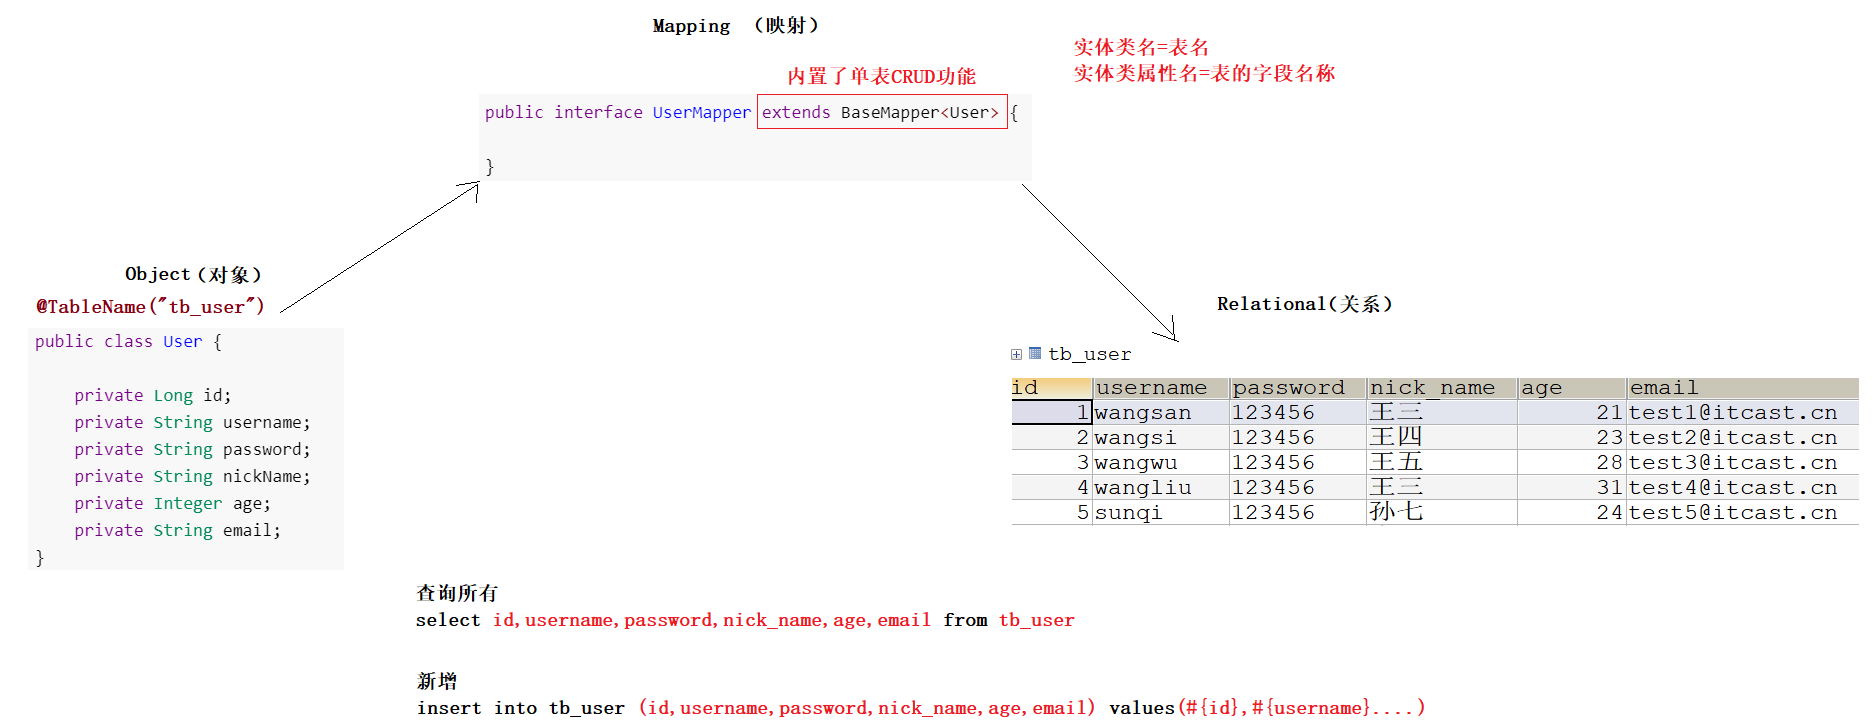 Mapping （映射）
实体类名=表名
实体类属性名=表的字段名称
内置了单表CRUD功能
public interface UserMapper extends BaseMapper<User> {
}
Object（对象）
@TableName("tb_user")
public class User {
private Long id;
private String username;
private String password;
private String nickName;
private Integer age;
private String email;
}
Relational(关系)
tb_user
id username password nick_name age email
1 wangsan 123456 王三 21 test1@itcast.cn
2 wangsi 123456 王四 23 test2@itcast.cn
3 wangwu 123456 王五 28 test3@itcast.cn
4 wangliu 123456 王三 31 test4@itcast.cn
5 sunqi 123456 孙七 24 test5@itcast.cn
查询所有
select id,username,password,nick_name,age,email from tb_user
新增
insert into tb_user (id,username,password,nick_name,age,email) values(#{id},#{username}....)